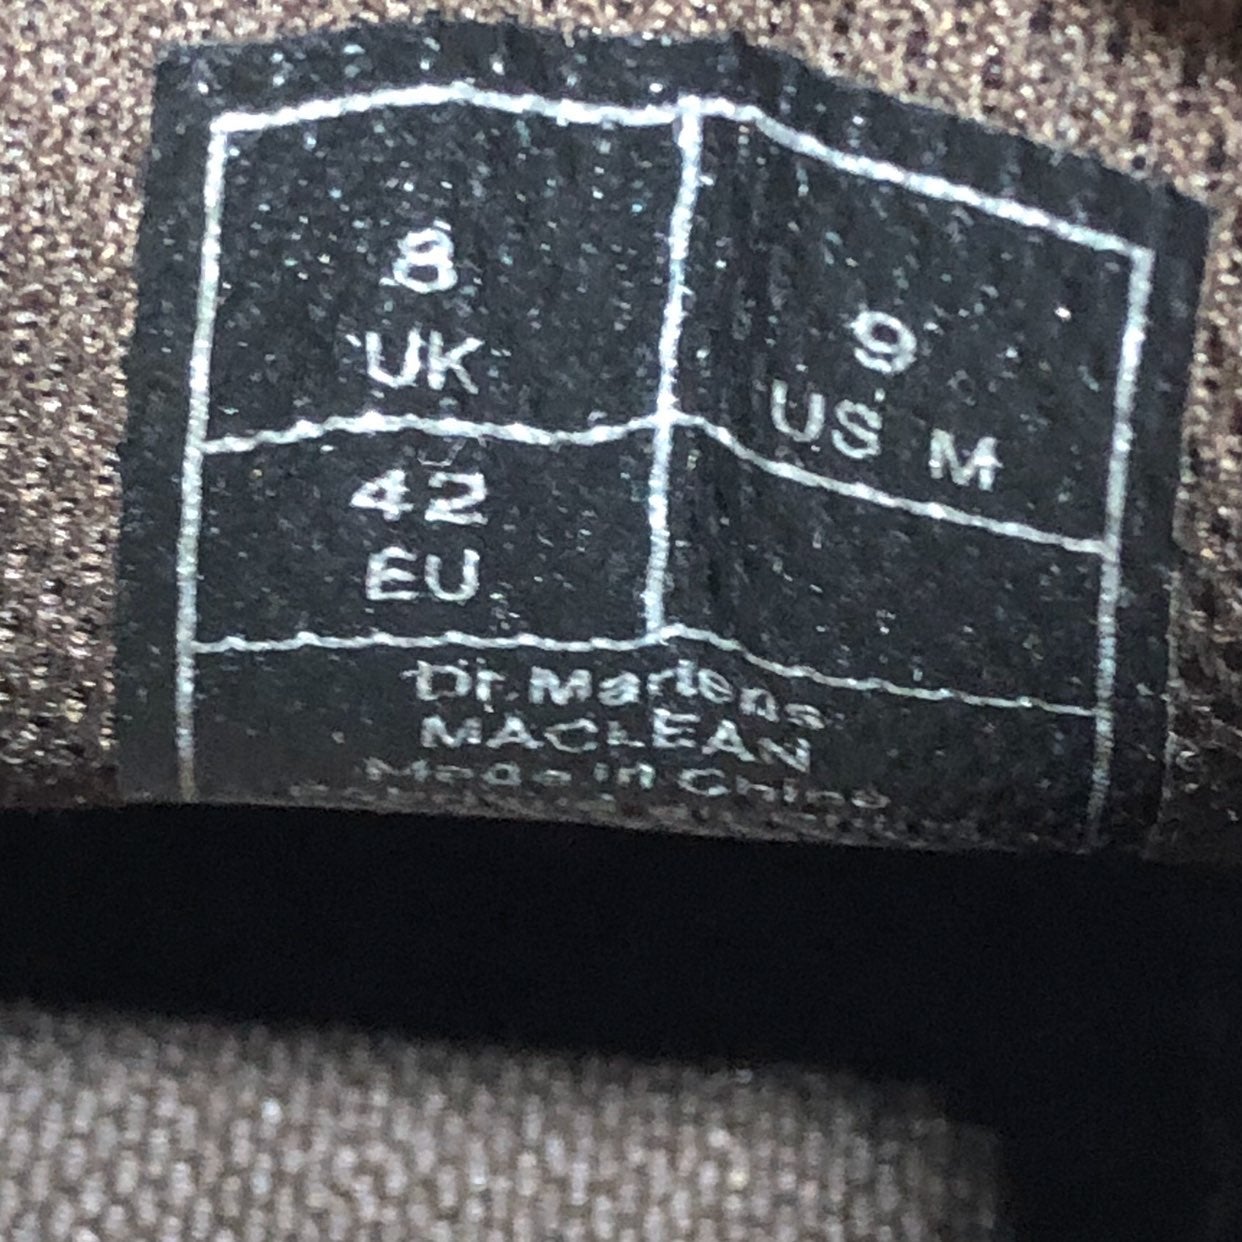 8
UK
9
US M
42
EU
Dr. Martens
MACLEAN
Made in China